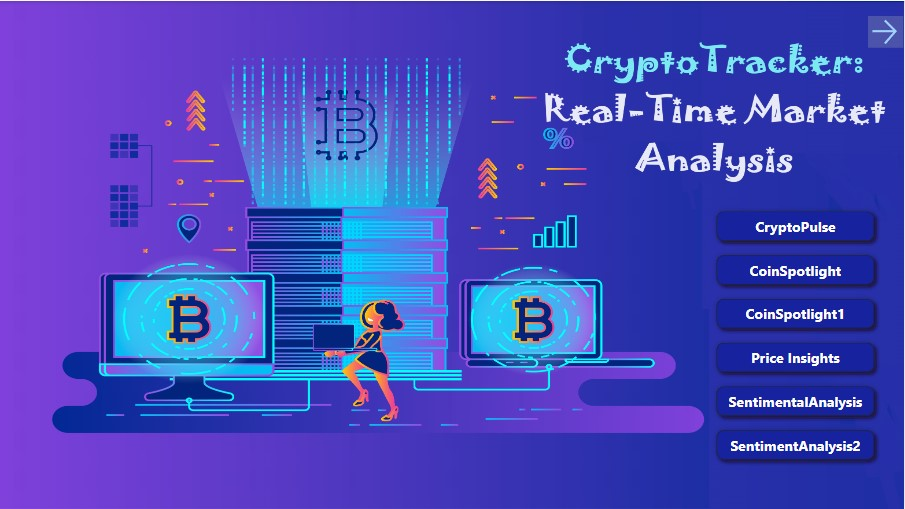 CryptoTracker:
Real-Time Market
%
Analysis
CryptoPulse
CoinSpotlight
CoinSpotlight1
Price Insights
SentimentalAnalysis
SentimentAnalysis2